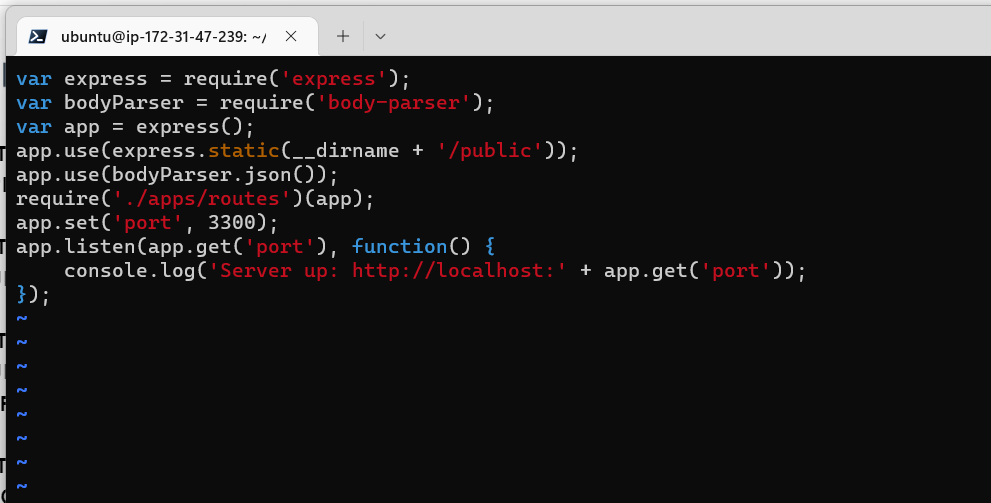 ubuntu@ip-172-31-47-239: ~/
var express = require('express');
var bodyParser = require('body-parser');
var app = express();
app.use(express.static(__dirname + '/public'));
app.use(bodyParser.json());
require('./apps/routes')(app);
app.set('port', 3300);
app.listen(app.get('port'), function() {
    console.log('Server up: http://localhost:' + app.get('port'));
});
~
~
~
~
~
~
~
~